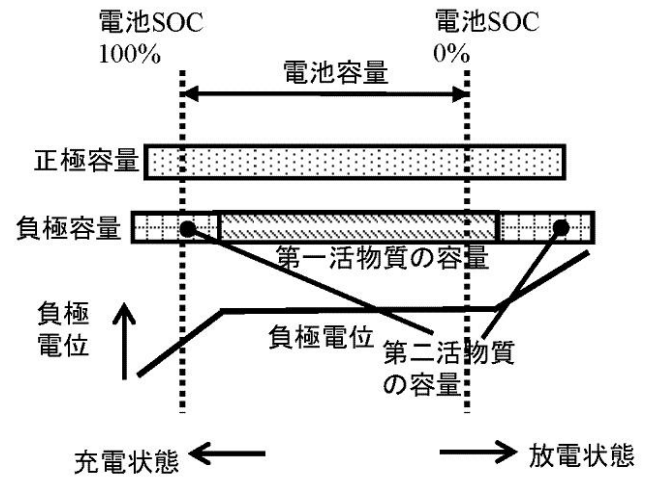 電池SOC
100%
電池SOC
0%
電池容量
正極容量
負極容量
第一活物質の容量
負極
電位
負極電位
第二活物質
の容量
充電状態
放電状態